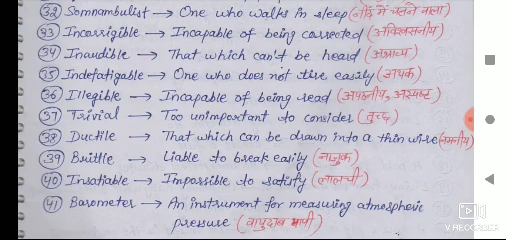 32 Somnambulist → One who walks in sleep (नींद में चलने वाला)
33 Incorrigible → Incapable of being corrected (अविश्वसनीय)
34 Inaudible → That which can't be heard (अश्राव्य)
35 Indefatigable → One who does not tire easily (अथक)
36 Illegible → Incapable of being read (अपठनीय, अस्पष्ट)
37 Trivial → Too unimportant to consider (तुच्छ)
38 Ductile → That which can be drawn into a thin wire (नमनीय)
39 Brittle → Liable to break easily (नाजुक)
40 Insatiable → Impossible to satisfy (लालची)
41 Barometer → An instrument for measuring atmospheric
pressure (वायुदाब मापी)
V.H RECORDER